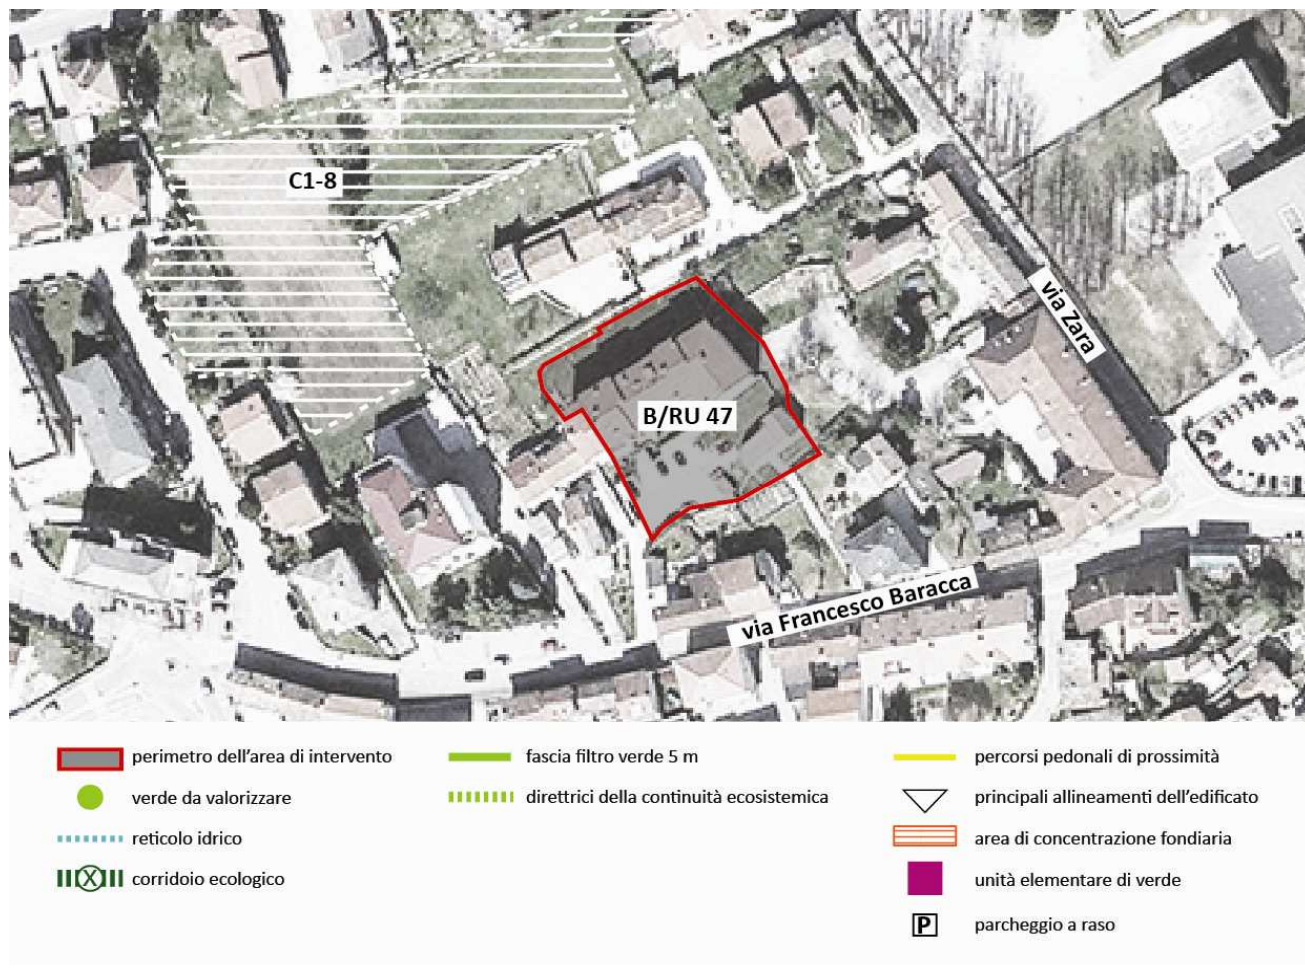 C1-8
B/RU 47
via Zara
via Francesco Baracca
perimetro dell'area di intervento
verde da valorizzare
reticolo idrico
X corridoio ecologico
fascia filtro verde 5 m
direttrici della continuità ecosistemica
percorsi pedonali di prossimità
principali allineamenti dell'edificato
area di concentrazione fondiaria
unità elementare di verde
P parcheggio a raso